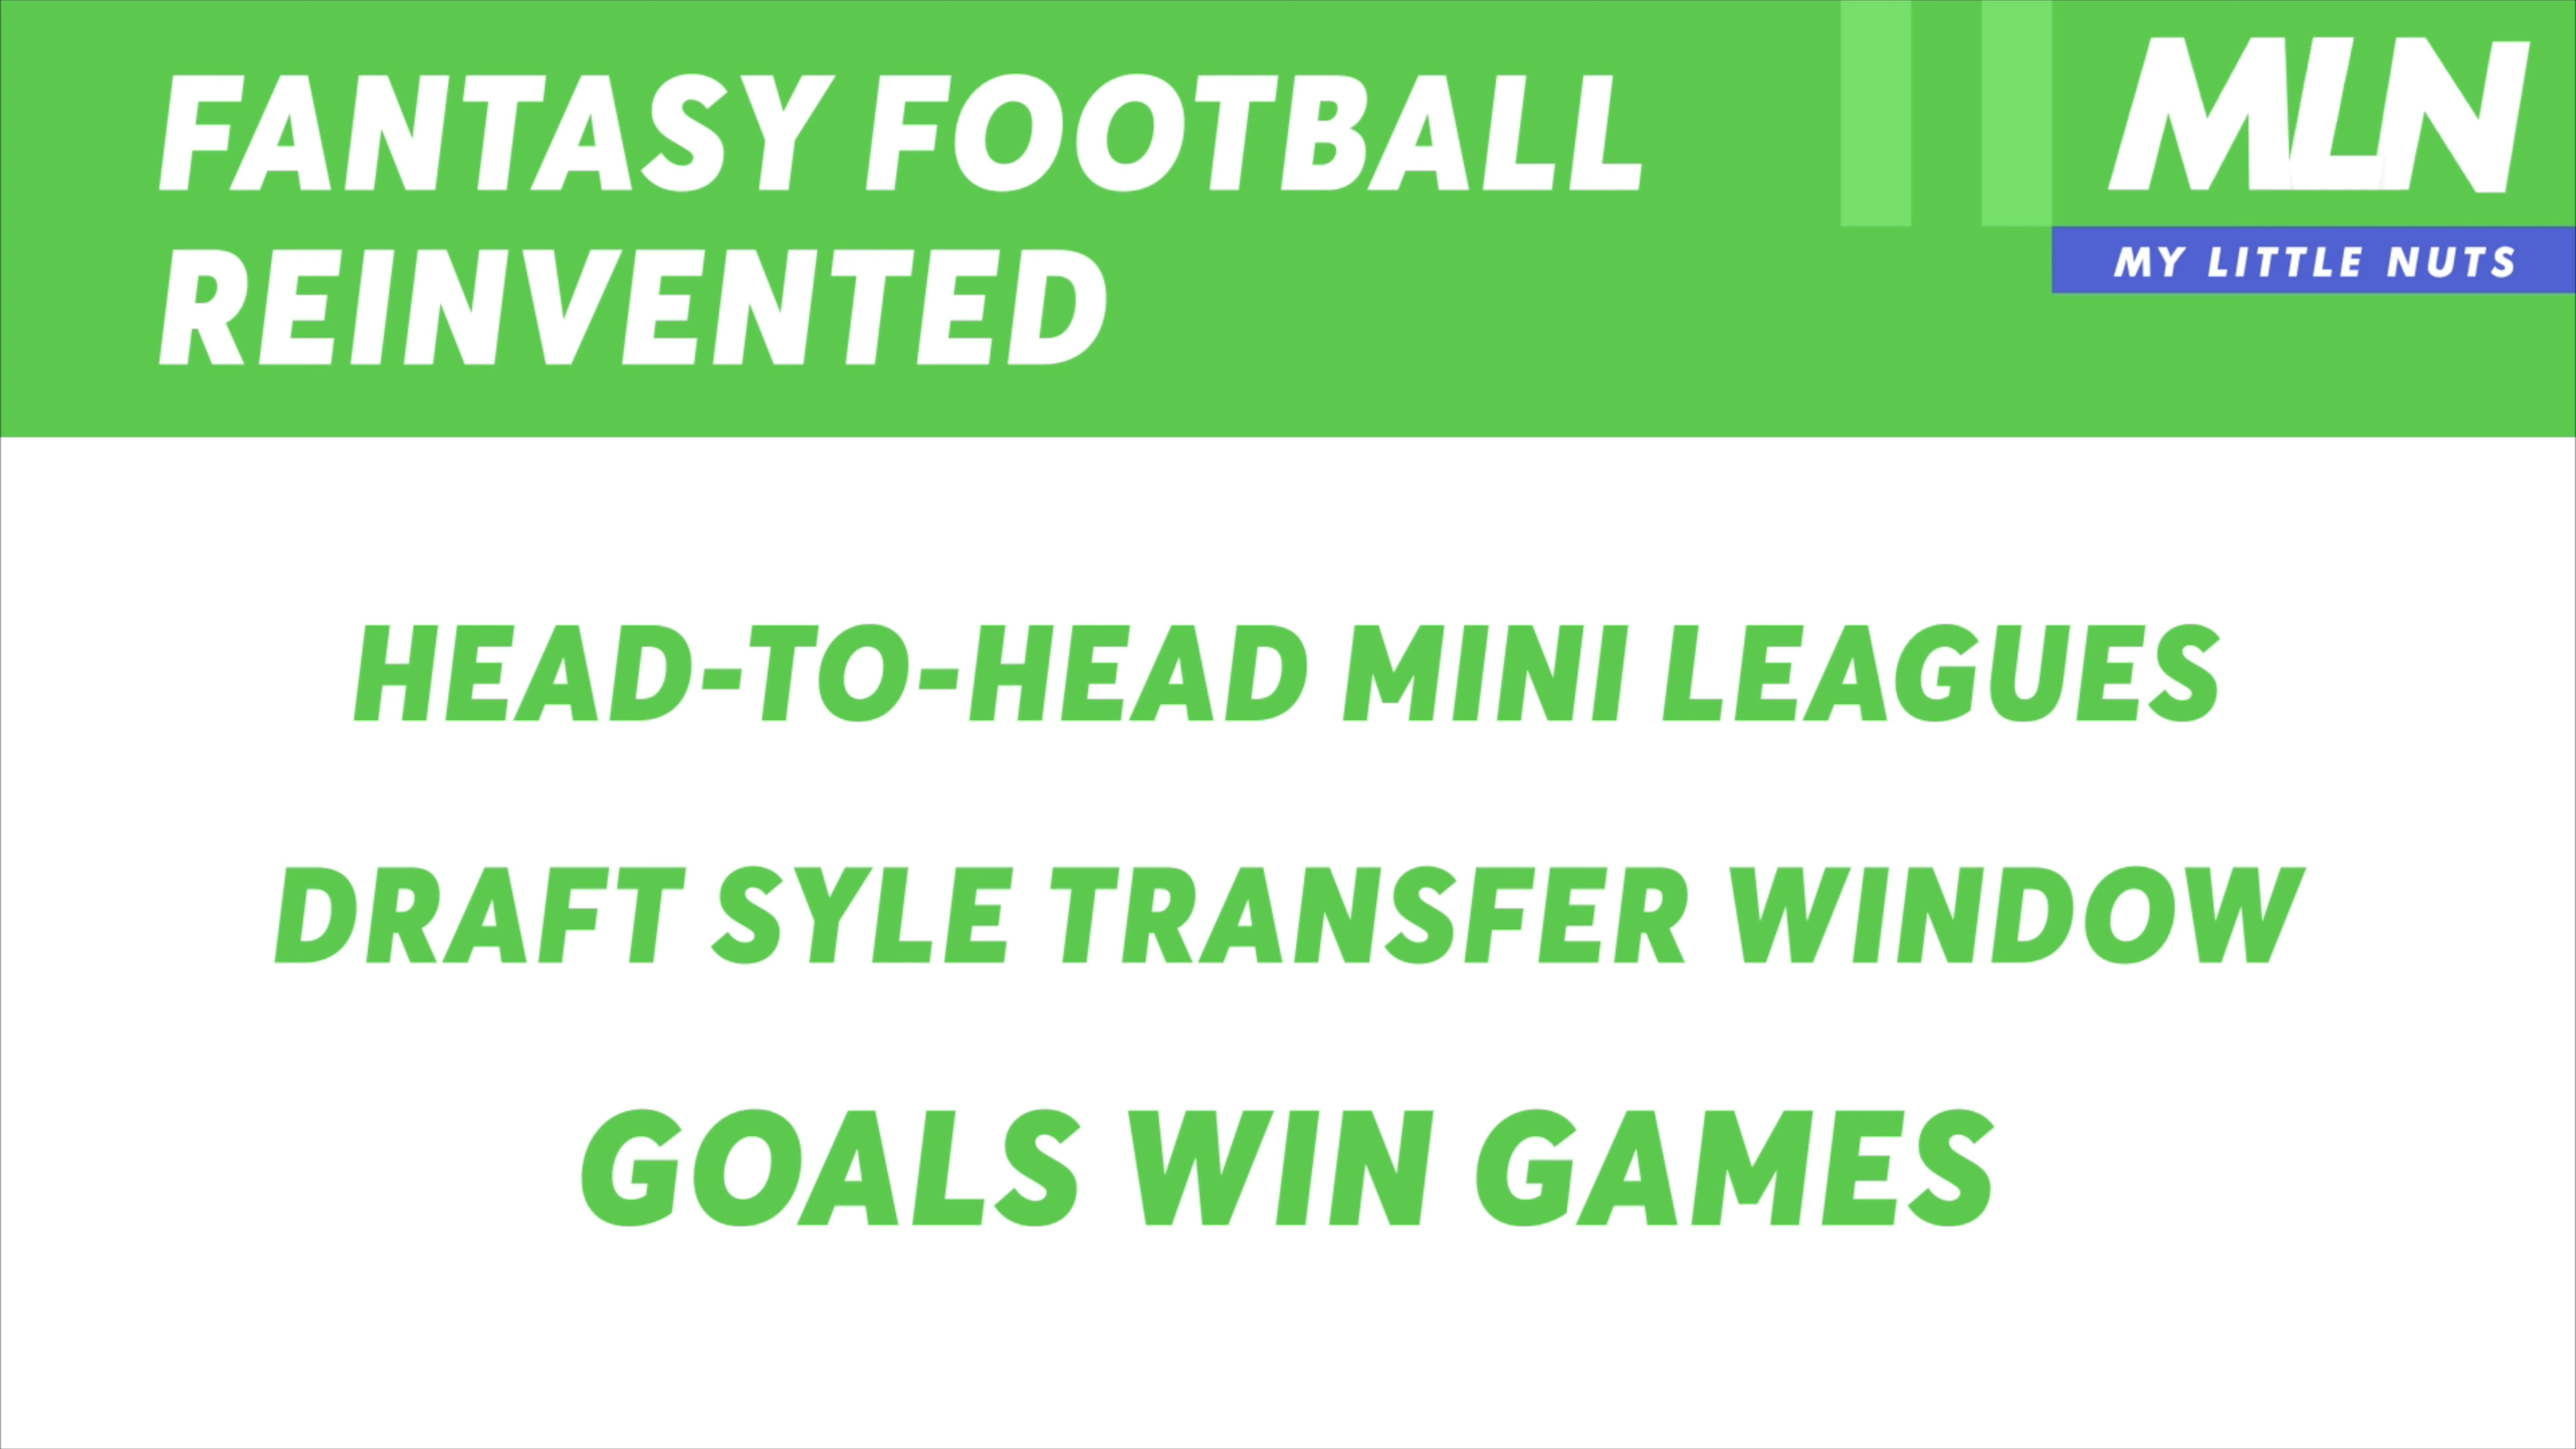 FANTASY FOOTBALL
REINVENTED
MLN
MY LITTLE NUTS
HEAD-TO-HEAD MINI LEAGUES
DRAFT SYLE TRANSFER WINDOW
GOALS WIN GAMES